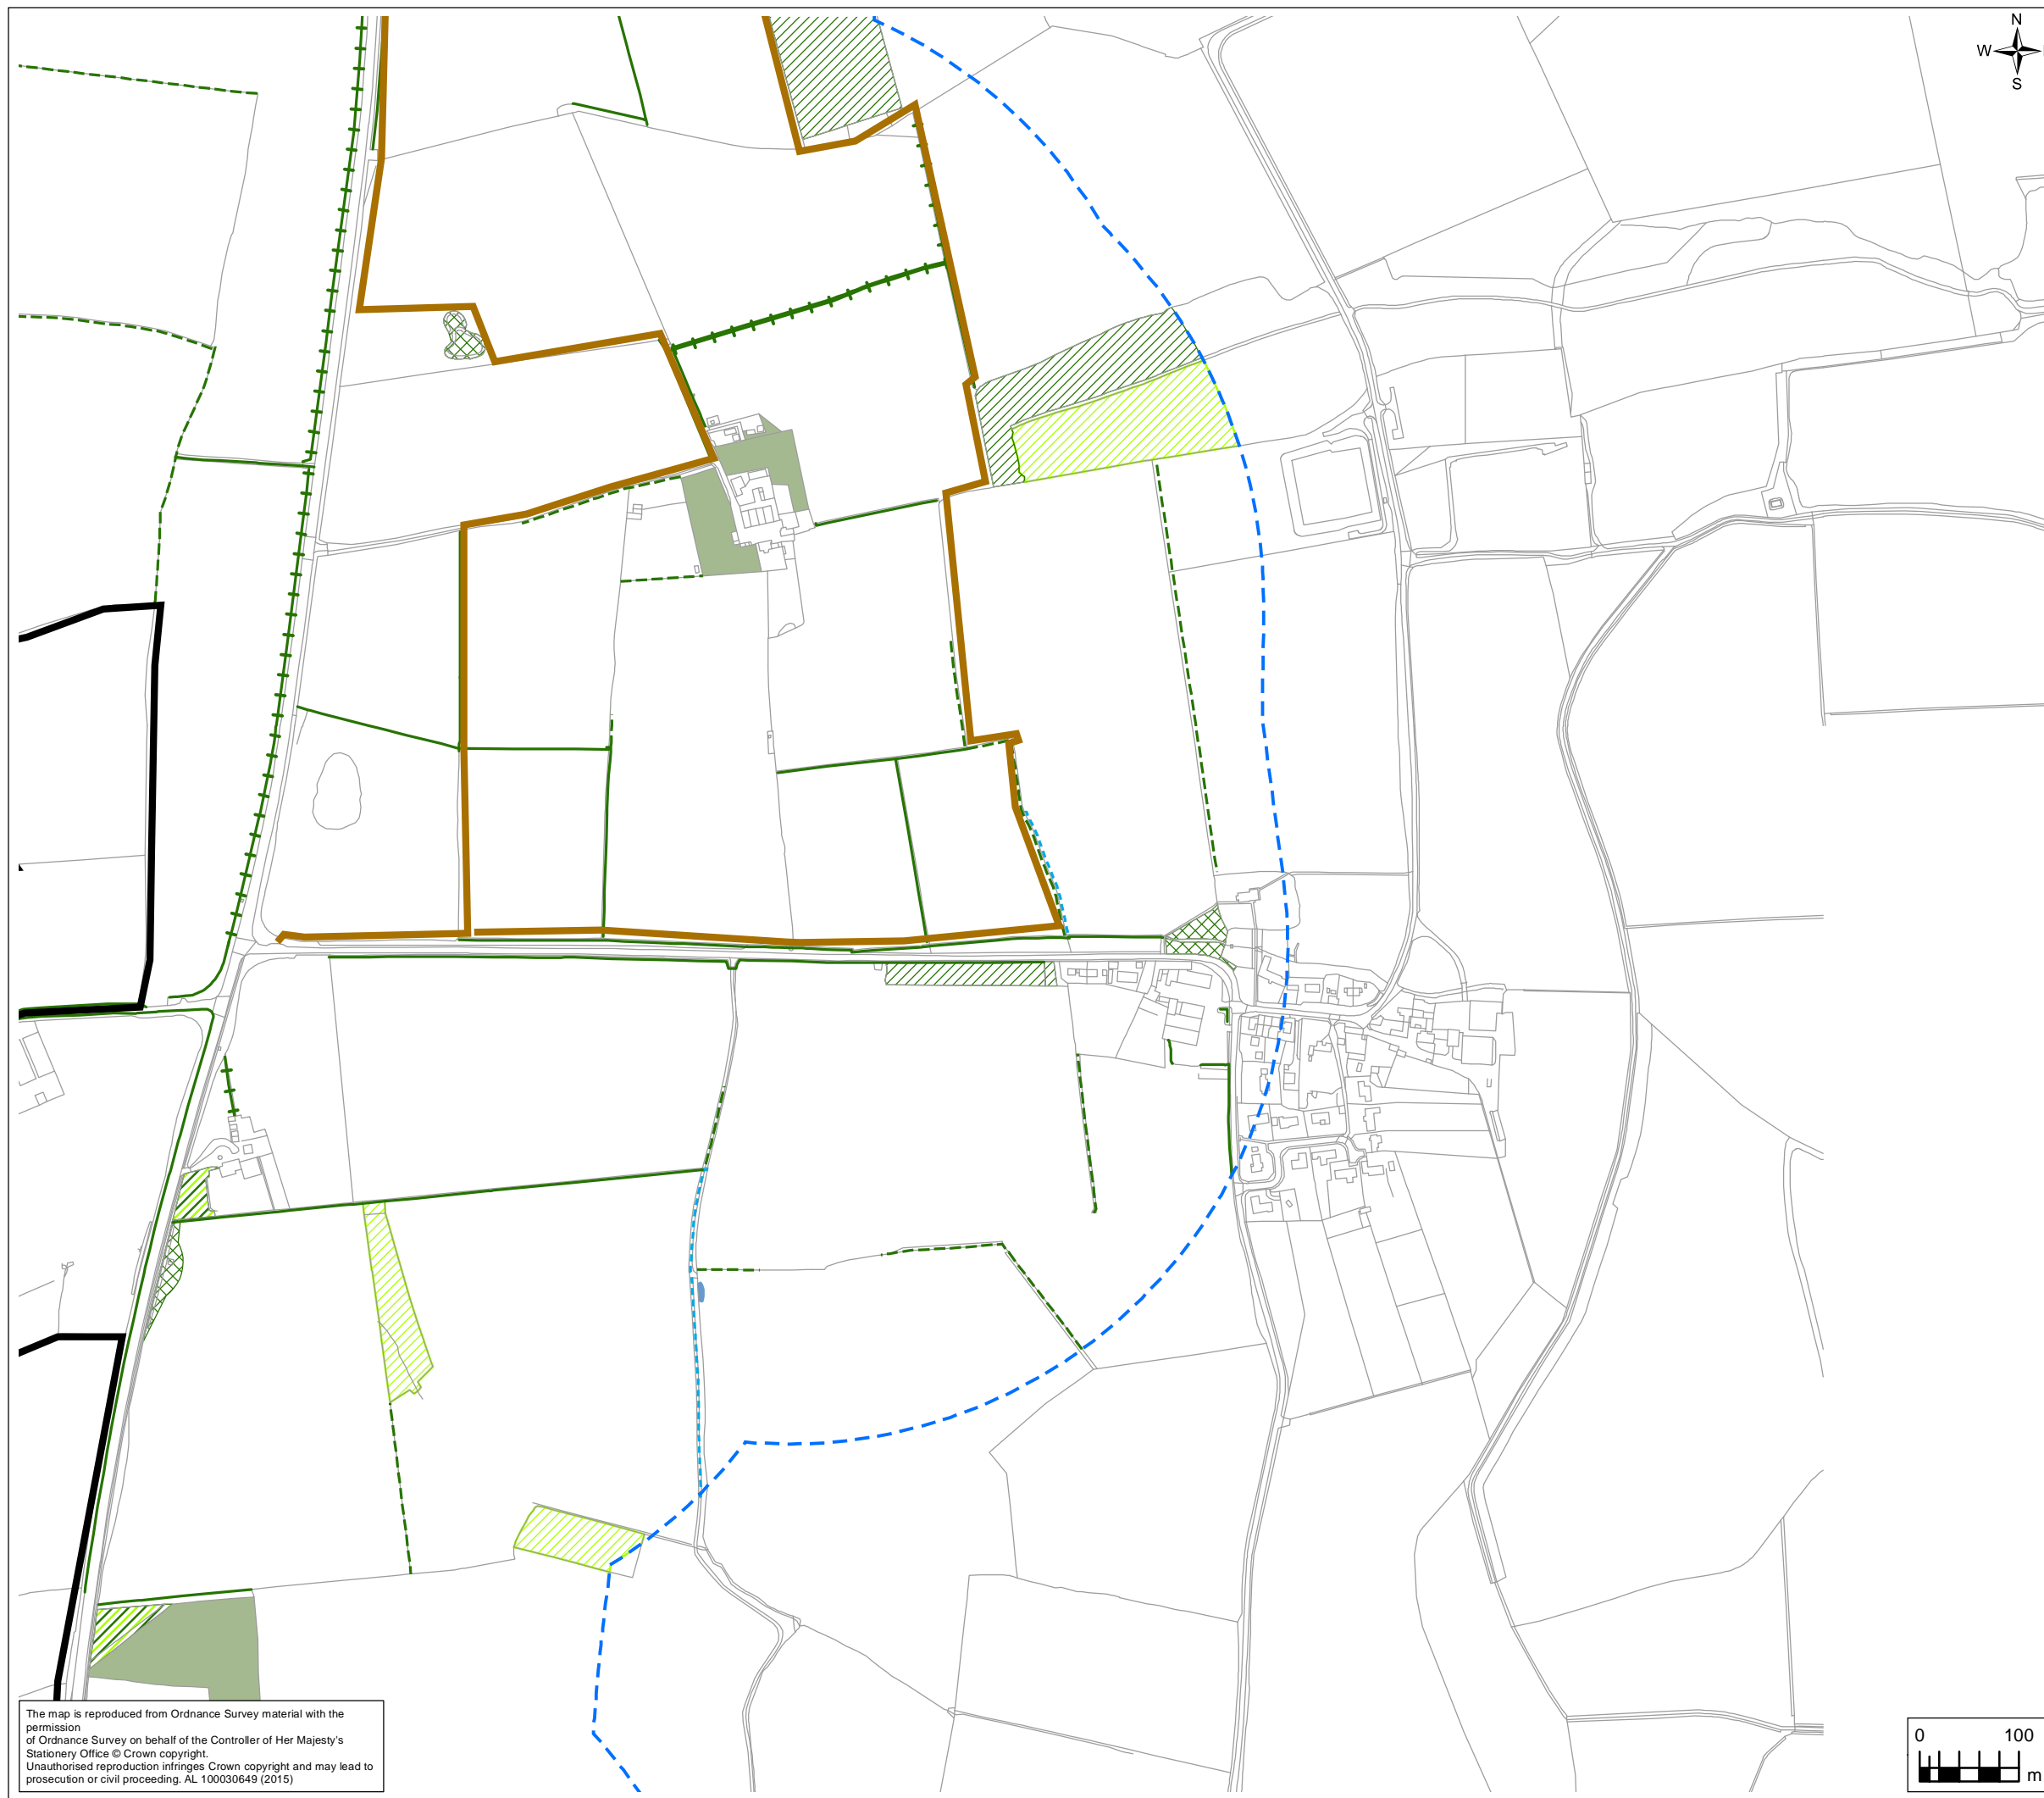 N
W
S
The map is reproduced from Ordnance Survey material with the
permission
of Ordnance Survey on behalf of the Controller of Her Majesty's
Stationery Office © Crown copyright.
Unauthorised reproduction infringes Crown copyright and may lead to
prosecution or civil proceeding. AL 100030649 (2015)
0 100
m